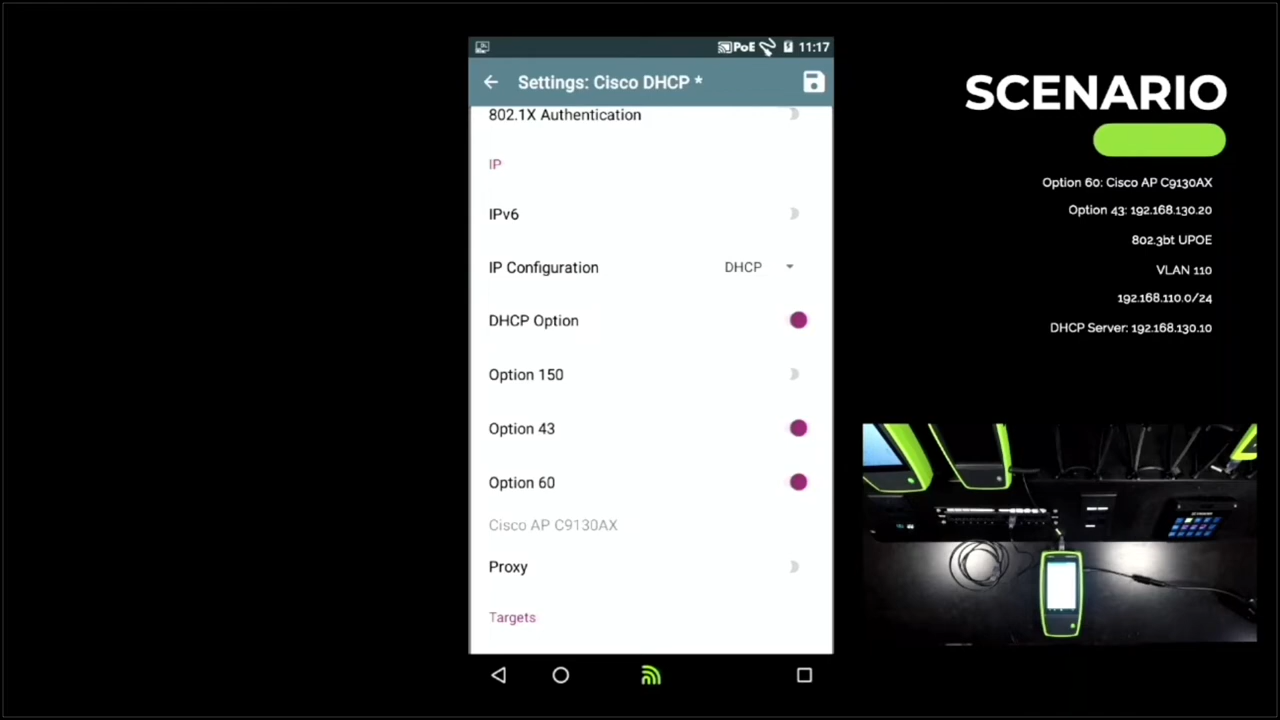 PoE 11:17
Settings: Cisco DHCP *
802.1X Authentication
IP
IPv6
IP Configuration DHCP
DHCP Option
Option 150
Option 43
Option 60
Cisco AP C9130AX
Proxy
Targets
SCENARIO
Option 60: Cisco AP C9130AX
Option 43: 192.168.130.20
802.3bt UPOE
VLAN 110
192.168.110.0/24
DHCP Server: 192.168.130.10